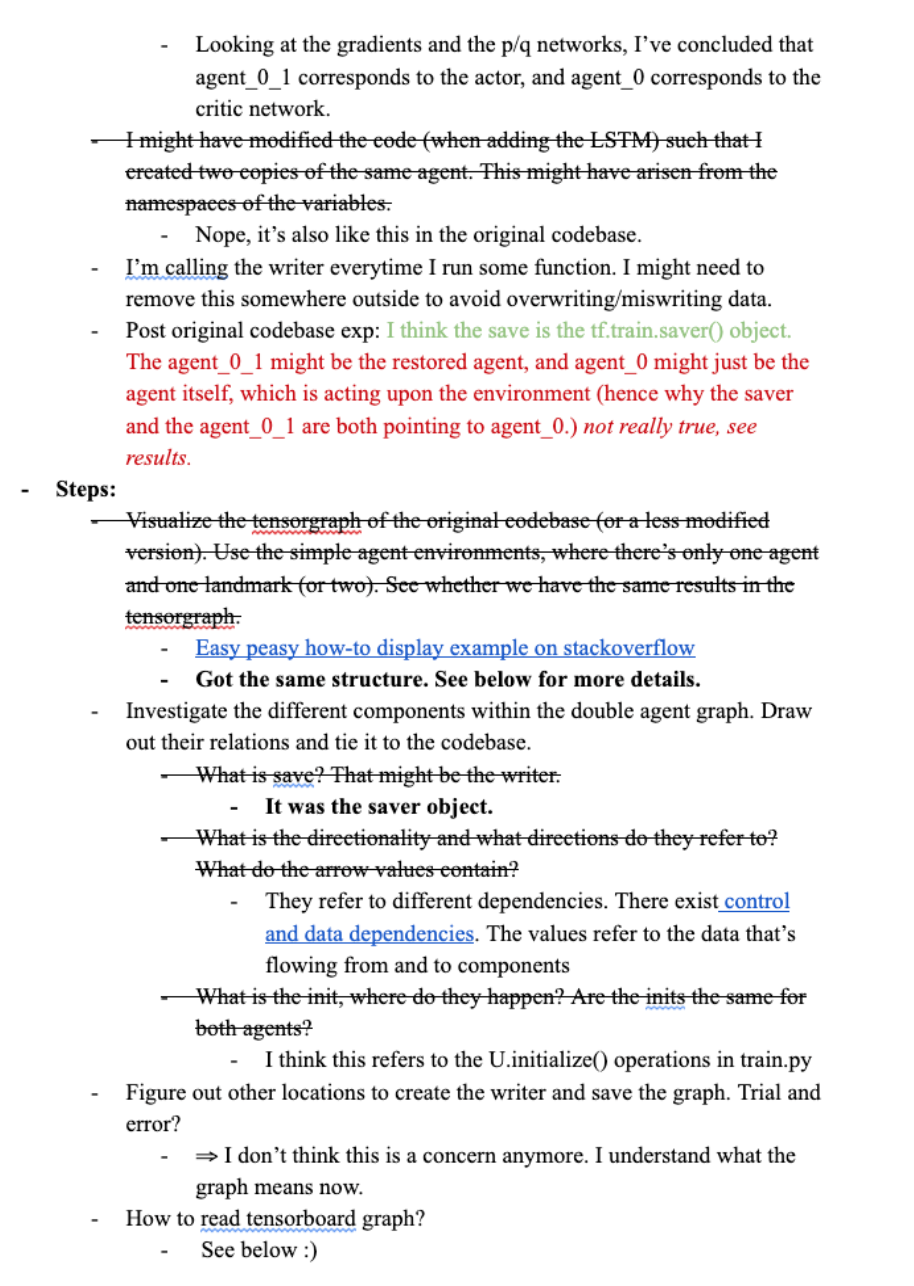 - Looking at the gradients and the p/q networks, I've concluded that
agent_0_1 corresponds to the actor, and agent_0 corresponds to the
critic network.
- I might have modified the code (when adding the LSTM) such that I
created two copies of the same agent. This might have arisen from the
namespaces of the variables.
- Nope, it's also like this in the original codebase.
- I'm calling the writer everytime I run some function. I might need to
remove this somewhere outside to avoid overwriting/miswriting data.
- Post original codebase exp: I think the save is the tf.train.saver() object.
The agent_0_1 might be the restored agent, and agent_0 might just be the
agent itself, which is acting upon the environment (hence why the saver
and the agent_0_1 are both pointing to agent_0.) not really true, see
results.
- Steps:
- Visualize the tensorgraph of the original codebase (or a less modified
version). Use the simple agent environments, where there's only one agent
and one landmark (or two). See whether we have the same results in the
tensorgraph.
- Easy peasy how-to display example on stackoverflow
- Got the same structure. See below for more details.
- Investigate the different components within the double agent graph. Draw
out their relations and tie it to the codebase.
- What is save? That might be the writer.
- It was the saver object.
- What is the directionality and what directions do they refer to?
What do the arrow values contain?
- They refer to different dependencies. There exist control
and data dependencies. The values refer to the data that's
flowing from and to components
- What is the init, where do they happen? Are the inits the same for
both agents?
- I think this refers to the U.initialize() operations in train.py
- Figure out other locations to create the writer and save the graph. Trial and
error?
- ⇒ I don't think this is a concern anymore. I understand what the
graph means now.
- How to read tensorboard graph?
- See below :)